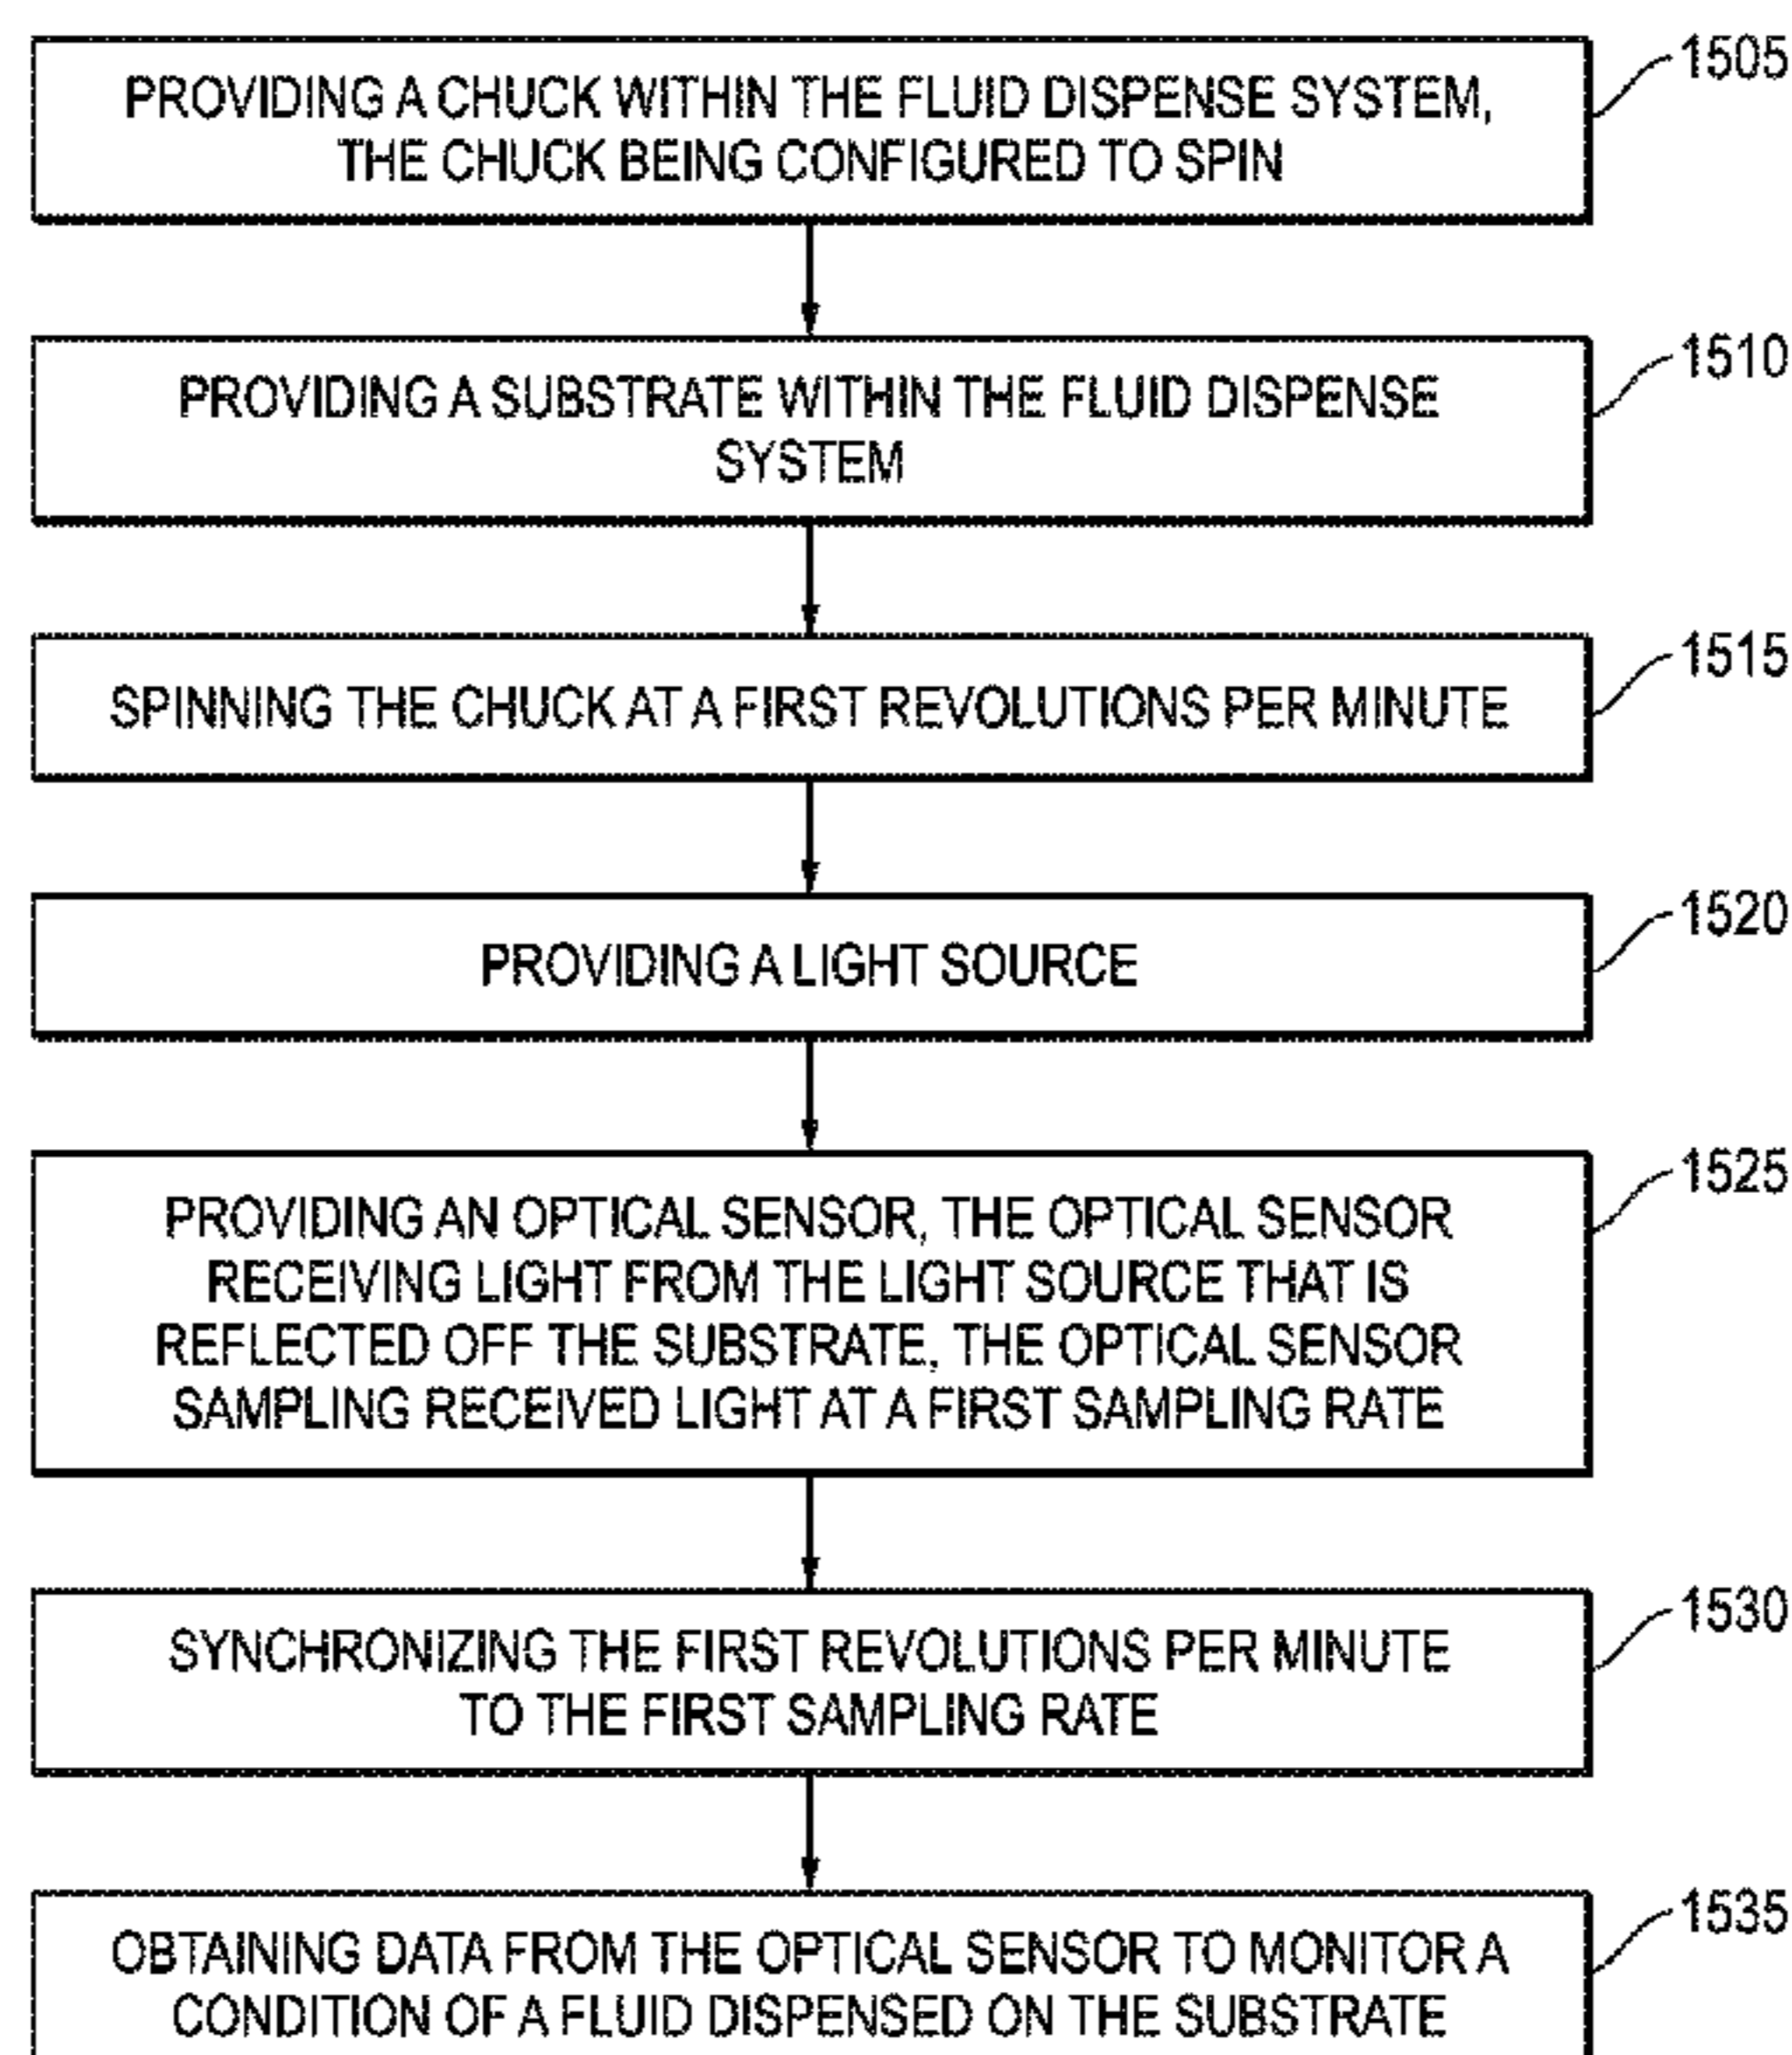 PROVIDING A CHUCK WITHIN THE FLUID DISPENSE SYSTEM,
THE CHUCK BEING CONFIGURED TO SPIN
1505
PROVIDING A SUBSTRATE WITHIN THE FLUID DISPENSE
SYSTEM
1510
SPINNING THE CHUCK AT A FIRST REVOLUTIONS PER MINUTE
1515
PROVIDING A LIGHT SOURCE
1520
PROVIDING AN OPTICAL SENSOR, THE OPTICAL SENSOR
RECEIVING LIGHT FROM THE LIGHT SOURCE THAT IS
REFLECTED OFF THE SUBSTRATE, THE OPTICAL SENSOR
SAMPLING RECEIVED LIGHT AT A FIRST SAMPLING RATE
1525
SYNCHRONIZING THE FIRST REVOLUTIONS PER MINUTE
TO THE FIRST SAMPLING RATE
1530
OBTAINING DATA FROM THE OPTICAL SENSOR TO MONITOR A
CONDITION OF A FLUID DISPENSED ON THE SUBSTRATE
1535